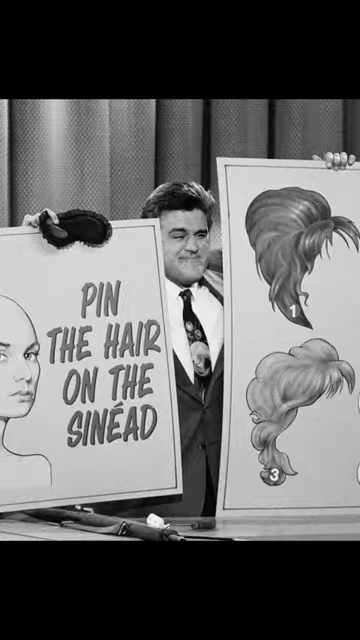 PIN
THE HAIR
ON THE
SINÉAD
1
3